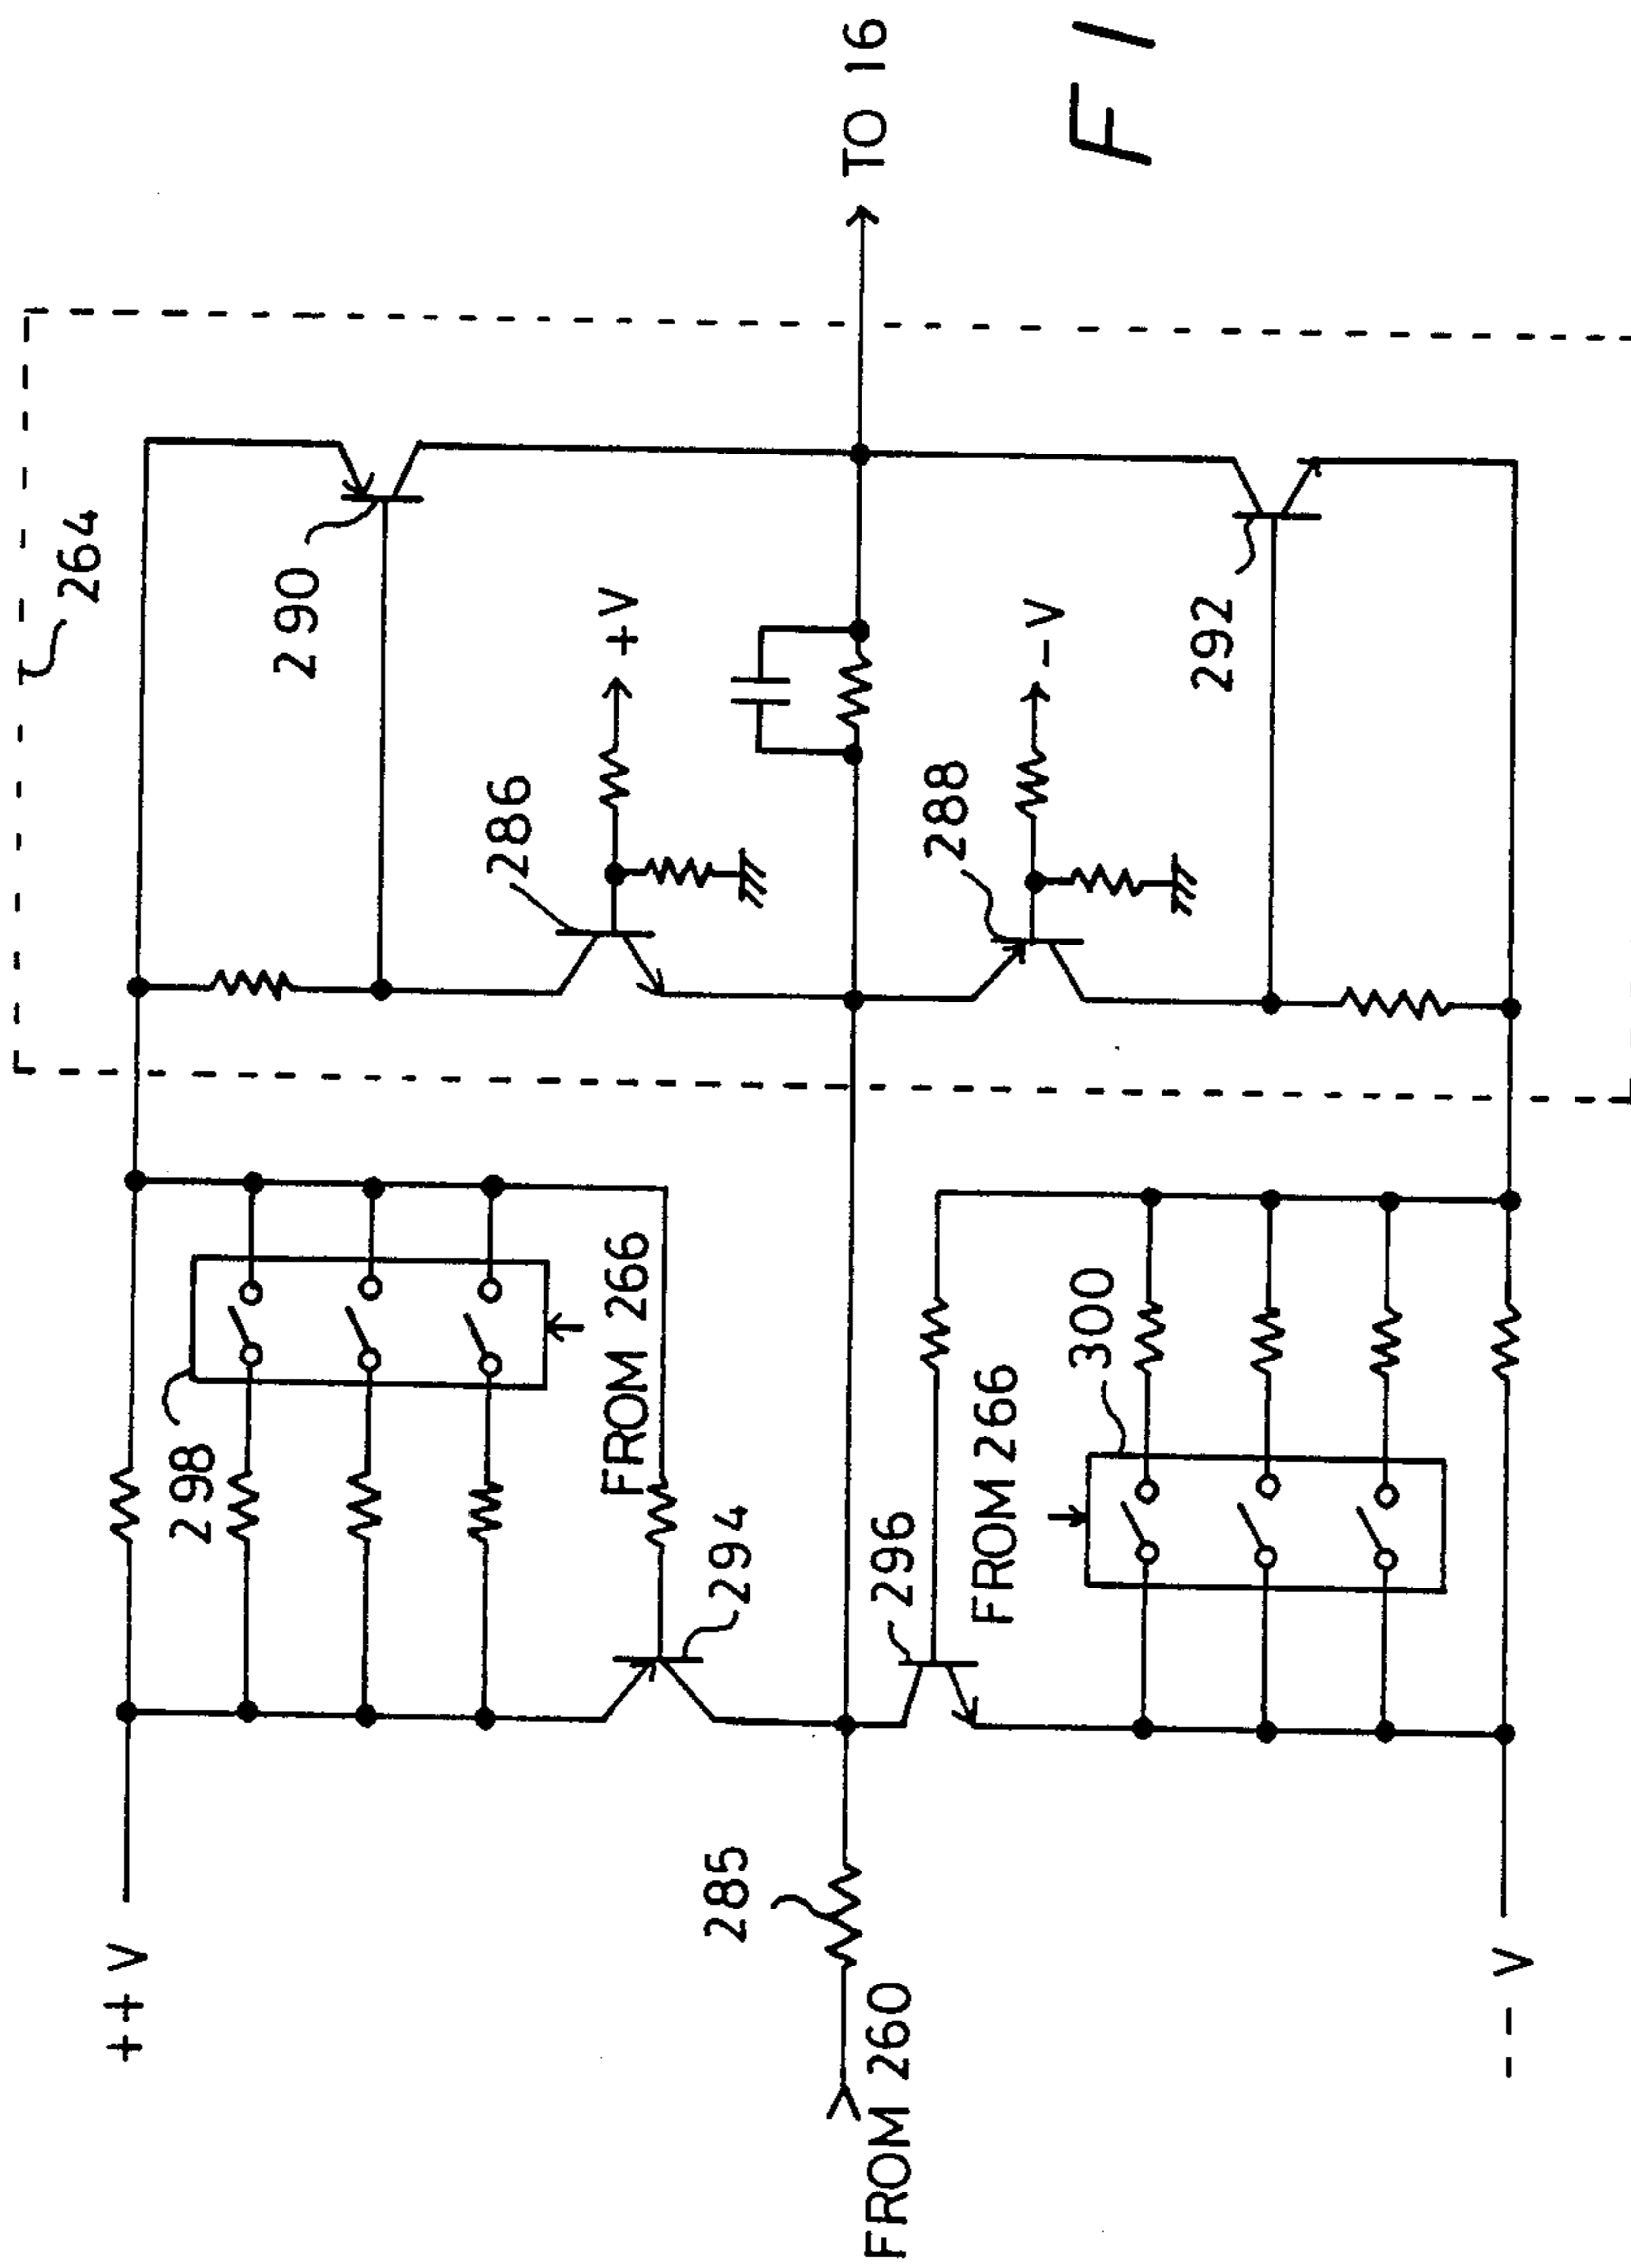 264
290
+V
286
TO 16
F I
-V
288
292
298
FROM 266
294
296
FROM 266
300
++ V
285
FROM 260
-- V